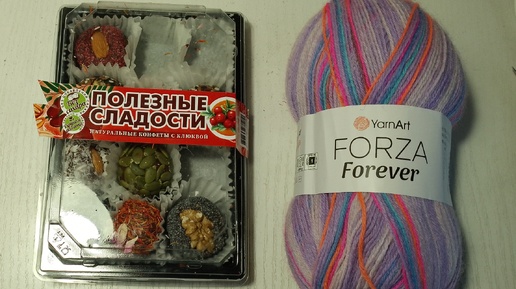 ПОЛЕЗНЫЕ
СЛАДОСТИ
НАТУРАЛЬНЫЕ КОНФЕТЫ С КЛЮКВОЙ
YarnArt
FORZA
Forever